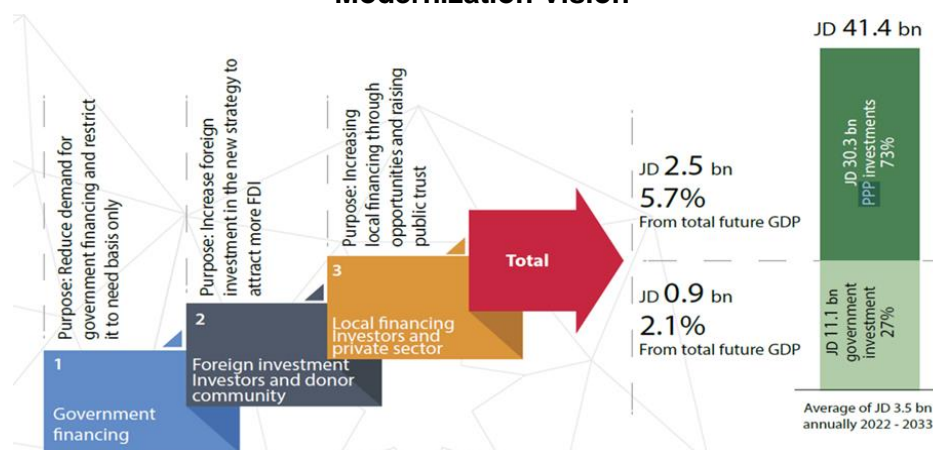 Modernization Vision
Purpose: Reduce demand for
government financing and restrict
it to need basis only
1
Government
financing
Purpose: Increase foreign
investment in the new strategy to
attract more FDI
2
Foreign investment
Investors and donor
community
Purpose: Increasing
local financing through
opportunities and raising
public trust
3
Local financing
Investors and
private sector
Total
JD 2.5 bn
5.7%
From total future GDP
JD 0.9 bn
2.1%
From total future GDP
JD 41.4 bn
JD 30.3 bn
PPP investments
73%
JD 11.1 bn
government
investment
27%
Average of JD 3.5 bn
annually 2022 - 2033